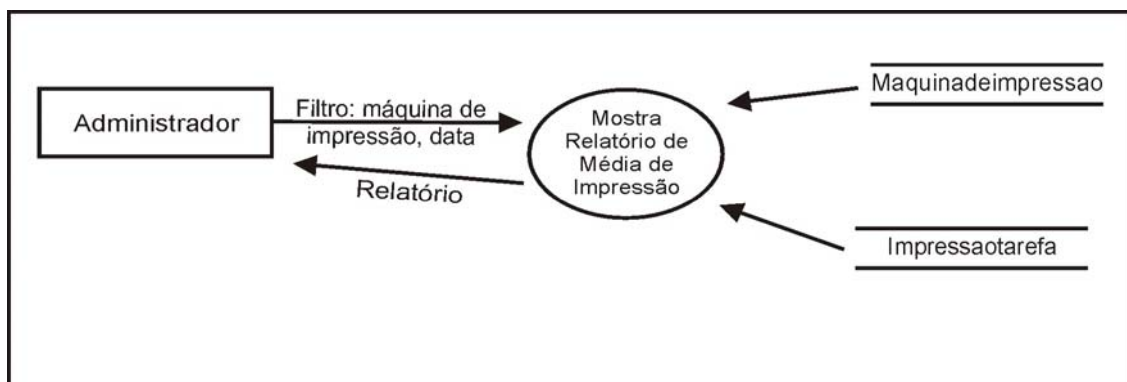 Administrador
Filtro: máquina de
impressão, data
Relatório
Mostra
Relatório de
Média de
Impressão
Maquinadeimpressao
Impressaotarefa